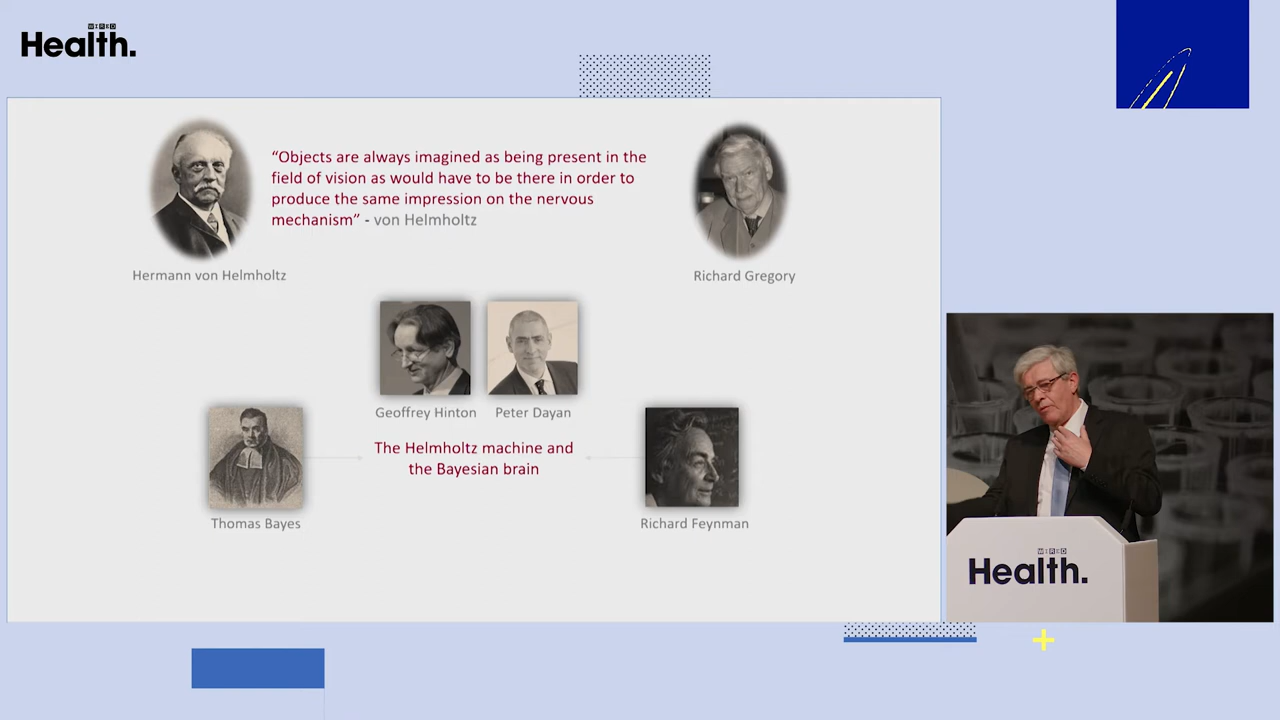 WIRED
Health.
“Objects are always imagined as being present in the
field of vision as would have to be there in order to
produce the same impression on the nervous
mechanism” - von Helmholtz
Hermann von Helmholtz
Richard Gregory
Geoffrey Hinton
Peter Dayan
The Helmholtz machine and
the Bayesian brain
Thomas Bayes
Richard Feynman
WIRED
Health.